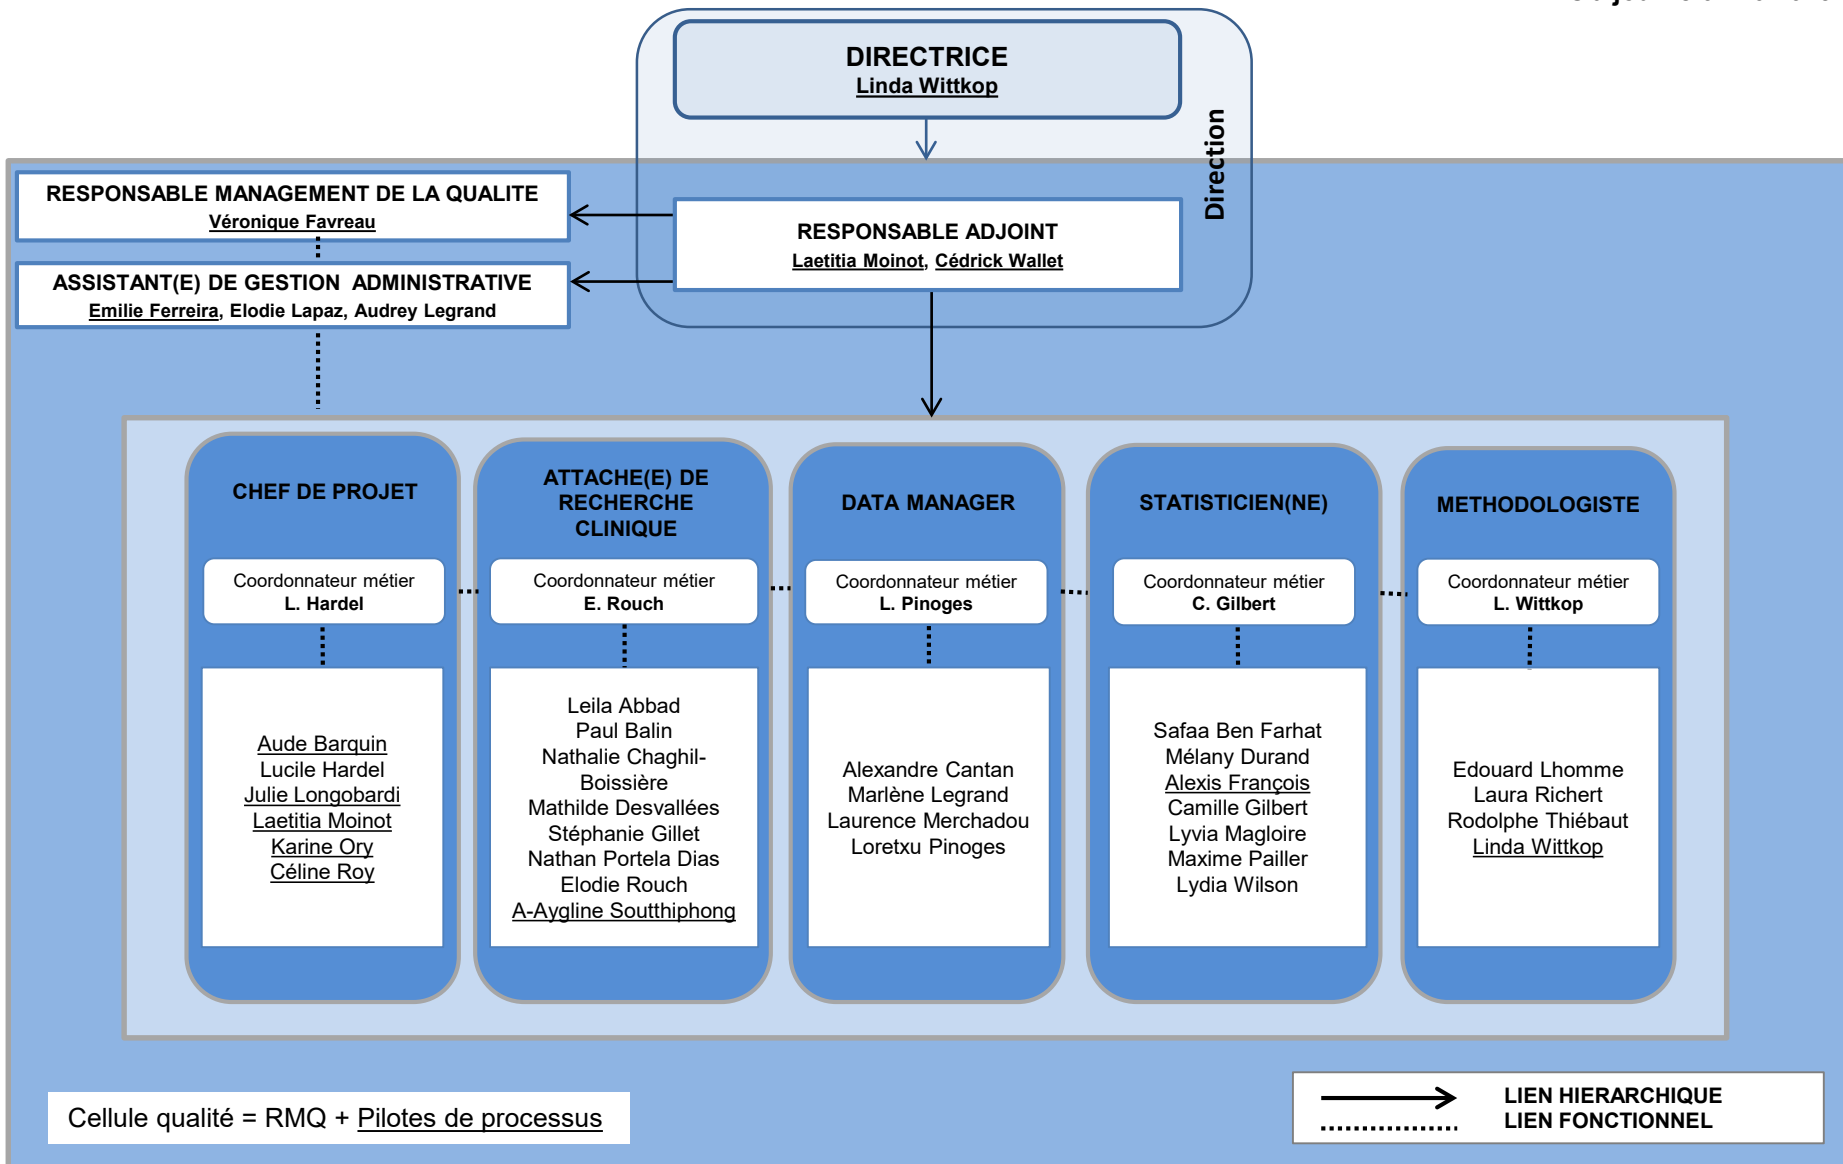 DIRECTRICE
Linda Wittkop
Direction
RESPONSABLE MANAGEMENT DE LA QUALITE
Véronique Favreau
RESPONSABLE ADJOINT
Laetitia Moinot, Cédrick Wallet
ASSISTANT(E) DE GESTION ADMINISTRATIVE
Emilie Ferreira, Elodie Lapaz, Audrey Legrand
CHEF DE PROJET
Coordonnateur métier
L. Hardel
Aude Barquin
Lucile Hardel
Julie Longobardi
Laetitia Moinot
Karine Ory
Céline Roy
ATTACHE(E) DE
RECHERCHE
CLINIQUE
Coordonnateur métier
E. Rouch
Leila Abbad
Paul Balin
Nathalie Chaghil-
Boissière
Mathilde Desvallées
Stéphanie Gillet
Nathan Portela Dias
Elodie Rouch
A-Aygline Soutthiphong
DATA MANAGER
Coordonnateur métier
L. Pinoges
Alexandre Cantan
Marlène Legrand
Laurence Merchadou
Loretxu Pinoges
STATISTICIEN(NE)
Coordonnateur métier
C. Gilbert
Safaa Ben Farhat
Mélany Durand
Alexis François
Camille Gilbert
Lyvia Magloire
Maxime Pailler
Lydia Wilson
METHODOLOGISTE
Coordonnateur métier
L. Wittkop
Edouard Lhomme
Laura Richert
Rodolphe Thiébaut
Linda Wittkop
Cellule qualité = RMQ + Pilotes de processus
LIEN HIERARCHIQUE
LIEN FONCTIONNEL